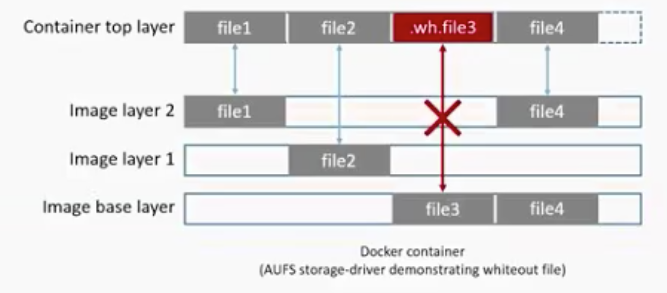 Container top layer file1 file2 .wh.file3 file4
Image layer 2 file1 file4
Image layer 1 file2
Image base layer file3 file4
Docker container
(AUFS storage-driver demonstrating whiteout file)